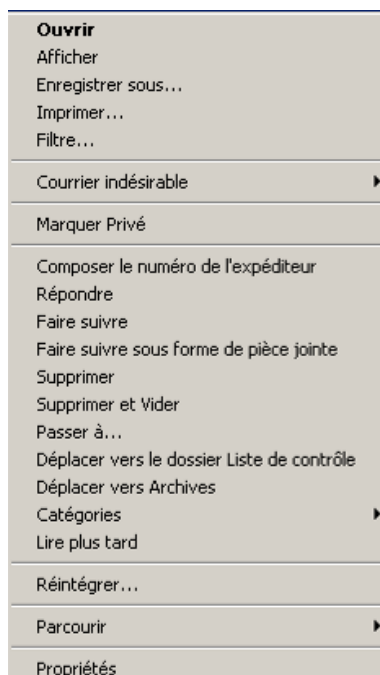 Ouvrir
Afficher
Enregistrer sous...
Imprimer...
Filtre...
Courrier indésirable
Marquer Privé
Composer le numéro de l'expéditeur
Répondre
Faire suivre
Faire suivre sous forme de pièce jointe
Supprimer
Supprimer et Vider
Passer à...
Déplacer vers le dossier Liste de contrôle
Déplacer vers Archives
Catégories
Lire plus tard
Réintégrer...
Parcourir
Propriétés